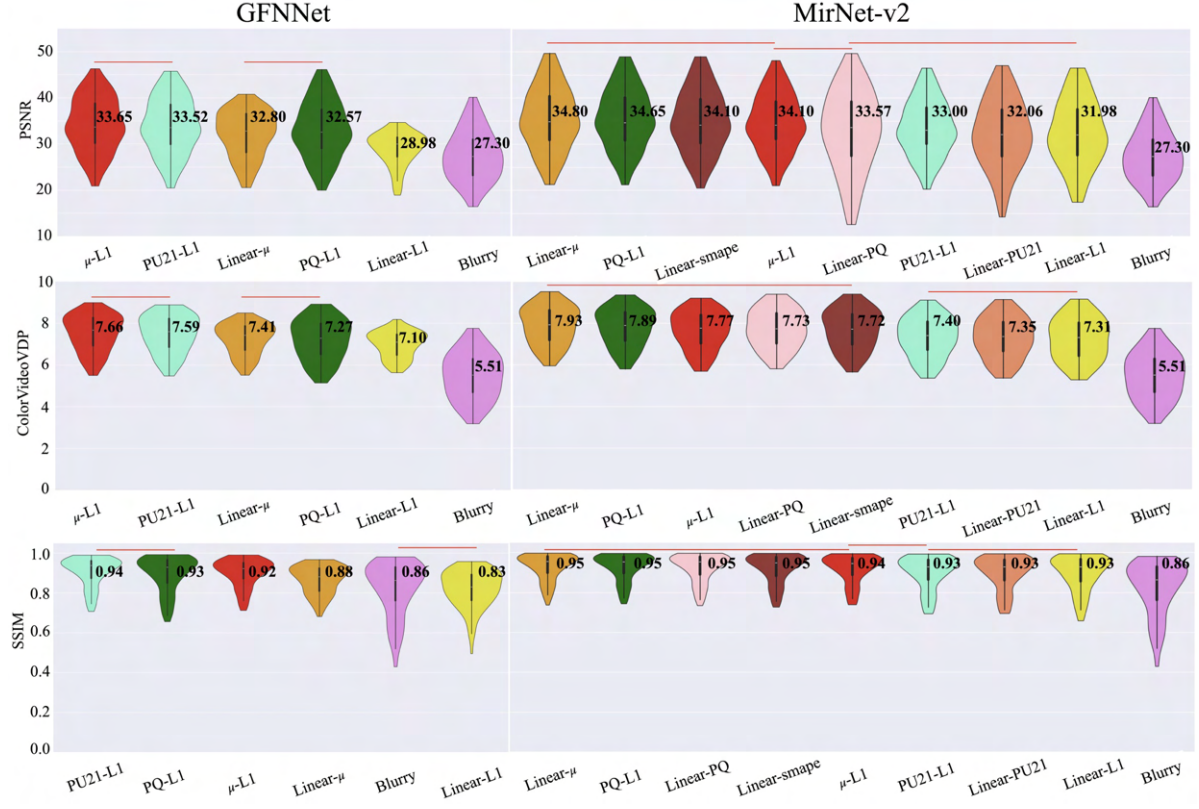 GFNNet MirNet-v2
PSNR
50
40
30
20
10
33.65 33.52 32.80 32.57 28.98 27.30 34.80 34.65 34.10 34.10 33.57 33.00 32.06 31.98 27.30
μ-L1 PU21-L1 Linear-μ PQ-L1 Linear-L1 Blurry Linear-μ PQ-L1 Linear-smape μ-L1 Linear-PQ PU21-L1 Linear-PU21 Linear-L1 Blurry
ColorVideoVDP
10
8
6
4
2
0
7.66 7.59 7.41 7.27 7.10 5.51 7.93 7.89 7.77 7.73 7.72 7.40 7.35 7.31 5.51
μ-L1 PU21-L1 Linear-μ PQ-L1 Linear-L1 Blurry Linear-μ PQ-L1 μ-L1 Linear-PQ Linear-smape PU21-L1 Linear-PU21 Linear-L1 Blurry
SSIM
1.0
0.8
0.6
0.4
0.2
0.0
0.94 0.93 0.92 0.88 0.86 0.83 0.95 0.95 0.95 0.95 0.94 0.93 0.93 0.93 0.86
PU21-L1 PQ-L1 μ-L1 Linear-μ Blurry Linear-L1 Linear-μ PQ-L1 Linear-PQ Linear-smape μ-L1 PU21-L1 Linear-PU21 Linear-L1 Blurry